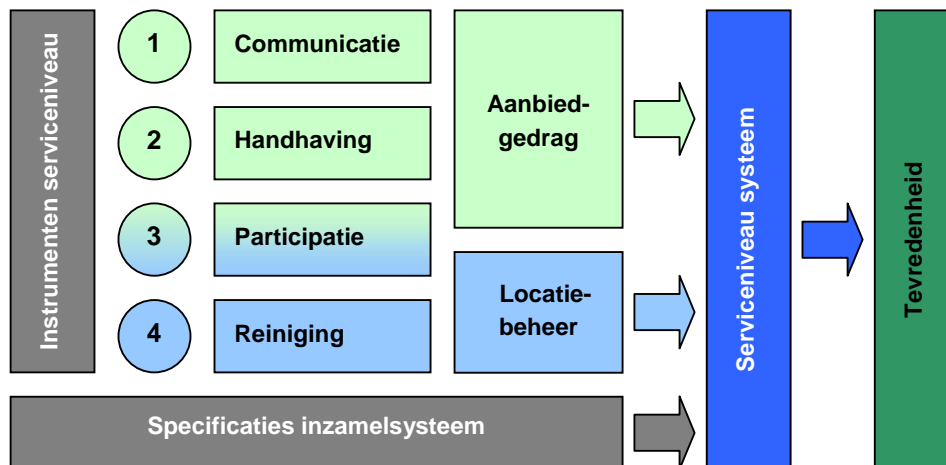 Instrumenten serviceniveau
1
Communicatie
2
Handhaving
3
Participatie
4
Reiniging
Aanbied-
gedrag
Locatie-
beheer
Specificaties inzamelsysteem
Serviceniveau systeem
Tevredenheid